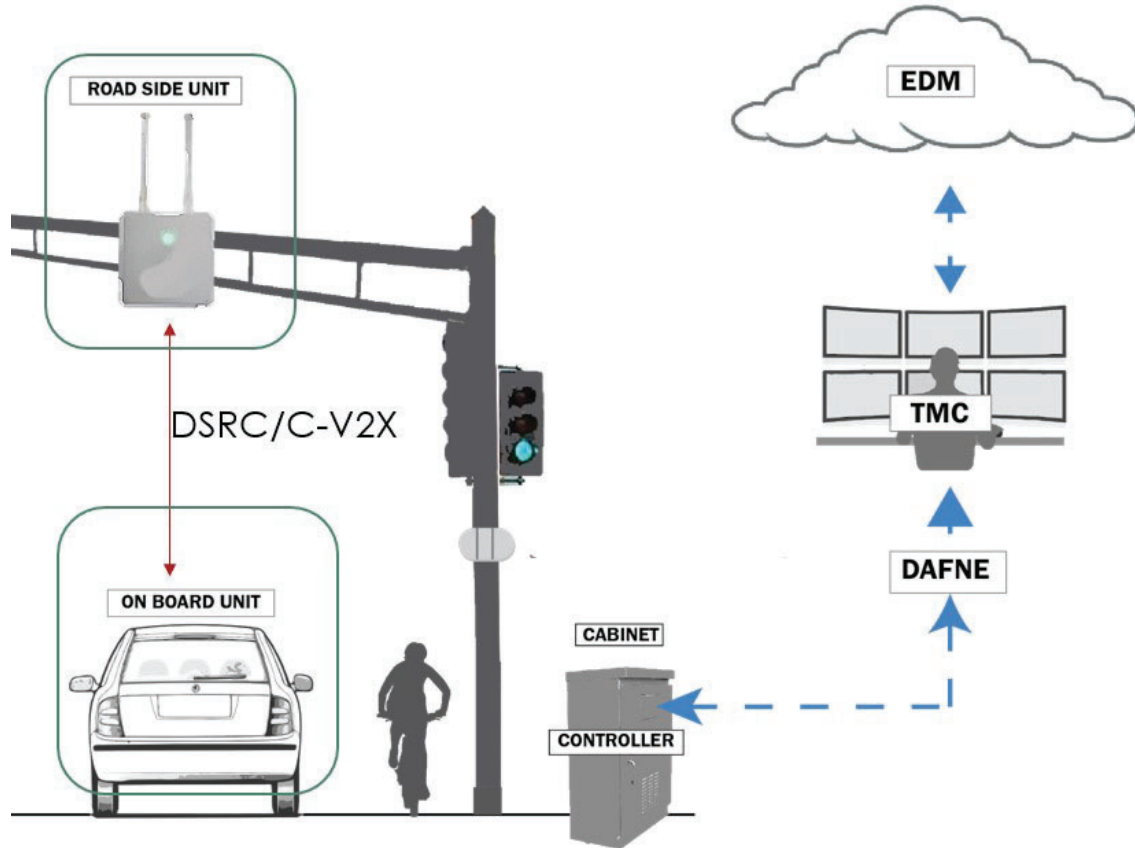 ROAD SIDE UNIT
EDM
DSRC/C-V2X
TMC
DAFNE
ON BOARD UNIT
CABINET
CONTROLLER